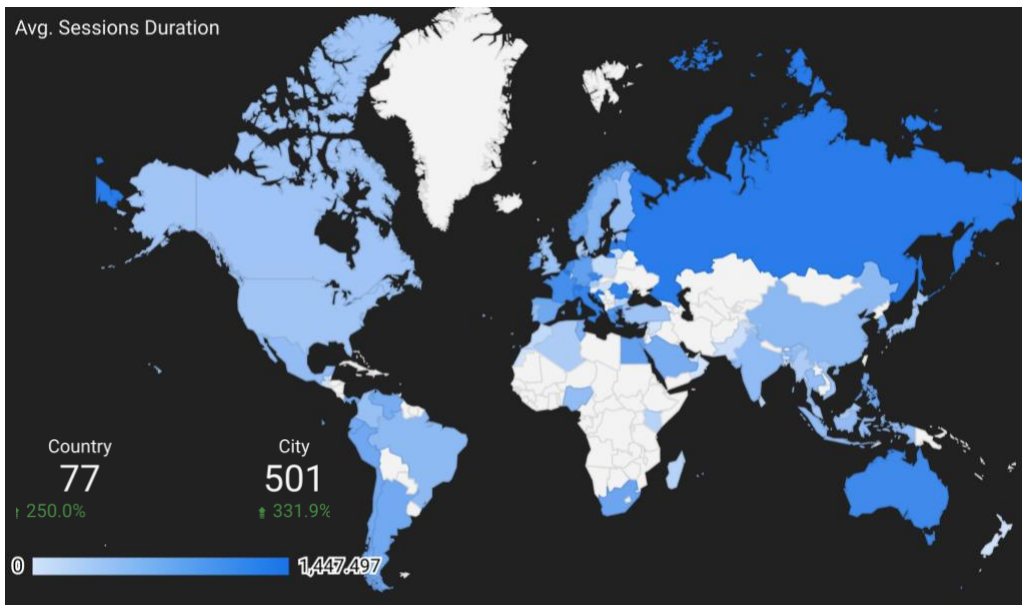 Avg. Sessions Duration
Country
77
250.0%
City
501
331.9%
0
1,447.497